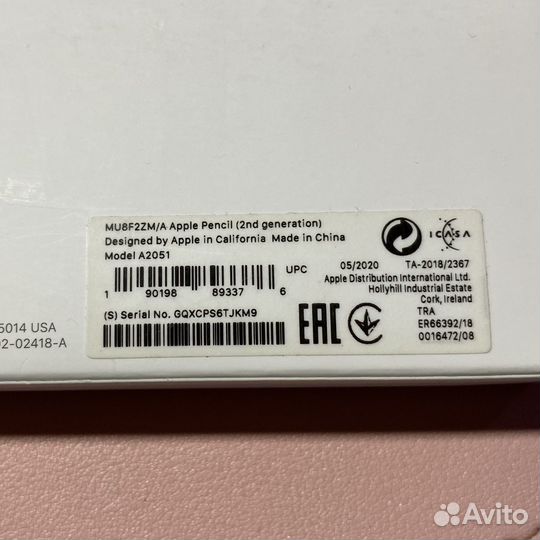 MU8F2ZM/A Apple Pencil (2nd generation)
Designed by Apple in California Made in China
Model A2051
1 90198 89337 6
UPC
(S) Serial No. GQXCPS6TJKM9
EAC
ICASA
05/2020 TA-2018/2367
Apple Distribution International Ltd.
Hollyhill Industrial Estate
Cork, Ireland
TRA
ER66392/18
0016472/08
5014 USA
02-02418-A
Avito